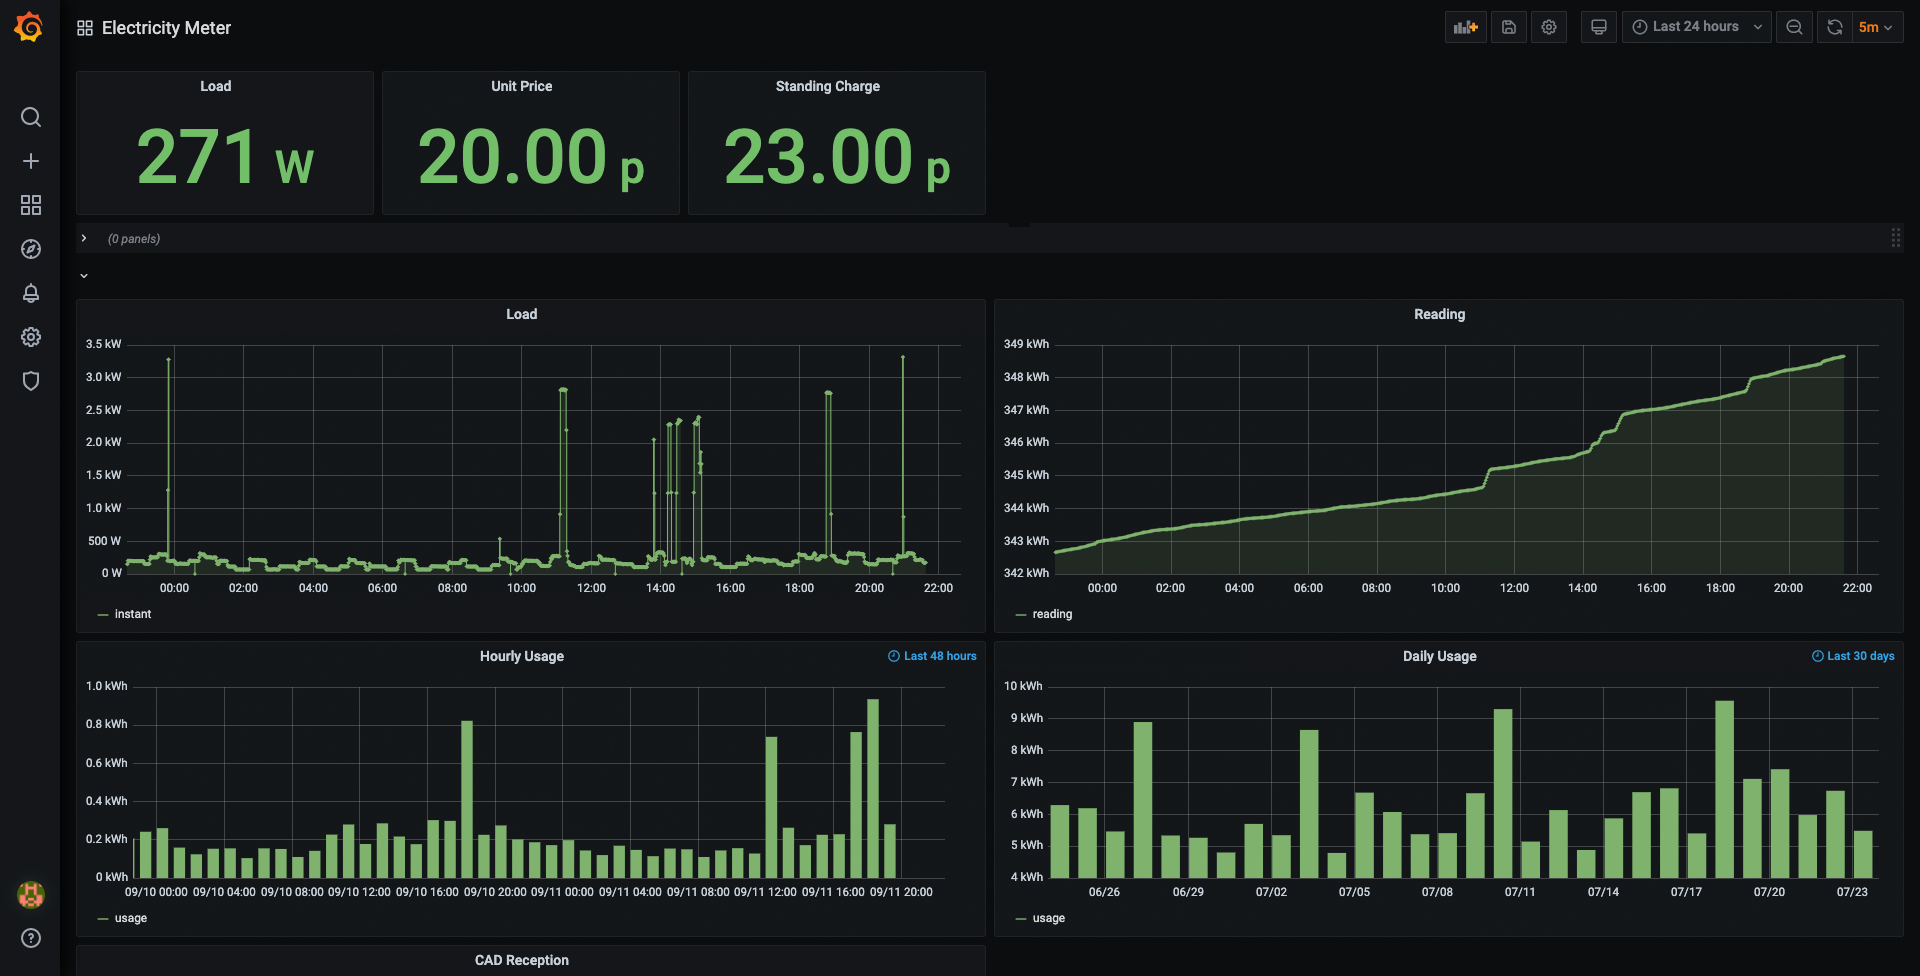 Electricity Meter
Last 24 hours
5m
Load
Unit Price
Standing Charge
271 W
20.00 p
23.00 p
(0 panels)
Load
3.5 kW
3.0 kW
2.5 kW
2.0 kW
1.5 kW
1.0 kW
500 W
0 W
00:00 02:00 04:00 06:00 08:00 10:00 12:00 14:00 16:00 18:00 20:00 22:00
instant
Reading
349 kWh
348 kWh
347 kWh
346 kWh
345 kWh
344 kWh
343 kWh
342 kWh
00:00 02:00 04:00 06:00 08:00 10:00 12:00 14:00 16:00 18:00 20:00 22:00
reading
Hourly Usage
Last 48 hours
1.0 kWh
0.8 kWh
0.6 kWh
0.4 kWh
0.2 kWh
0 kWh
09/10 00:00 09/10 04:00 09/10 08:00 09/10 12:00 09/10 16:00 09/10 20:00 09/11 00:00 09/11 04:00 09/11 08:00 09/11 12:00 09/11 16:00 09/11 20:00
usage
Daily Usage
Last 30 days
10 kWh
9 kWh
8 kWh
7 kWh
6 kWh
5 kWh
4 kWh
06/26 06/29 07/02 07/05 07/08 07/11 07/14 07/17 07/20 07/23
usage
CAD Reception